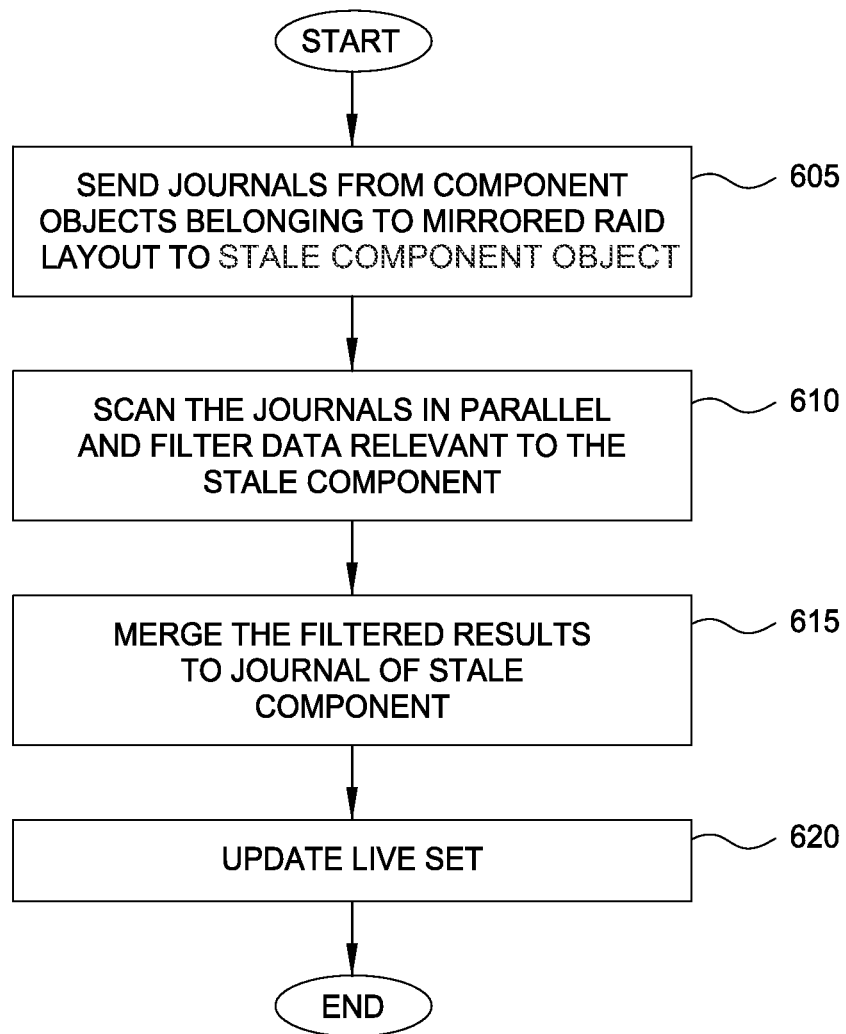 START
SEND JOURNALS FROM COMPONENT
OBJECTS BELONGING TO MIRRORED RAID
LAYOUT TO STALE COMPONENT OBJECT
605
SCAN THE JOURNALS IN PARALLEL
AND FILTER DATA RELEVANT TO THE
STALE COMPONENT
610
MERGE THE FILTERED RESULTS
TO JOURNAL OF STALE
COMPONENT
615
UPDATE LIVE SET
620
END